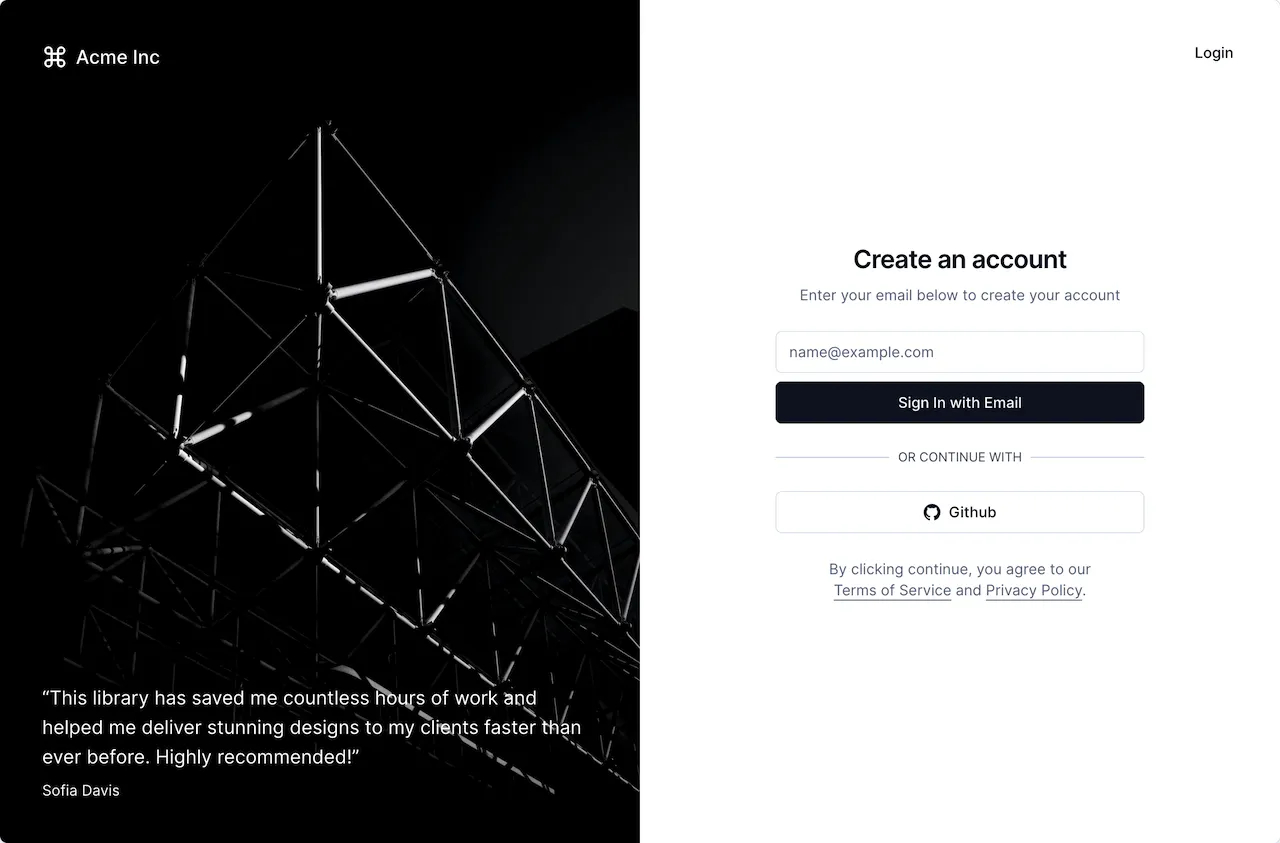 Acme Inc
“This library has saved me countless hours of work and
helped me deliver stunning designs to my clients faster than
ever before. Highly recommended!”
Sofia Davis
Login
Create an account
Enter your email below to create your account
name@example.com
Sign In with Email
OR CONTINUE WITH
Github
By clicking continue, you agree to our
Terms of Service and Privacy Policy.